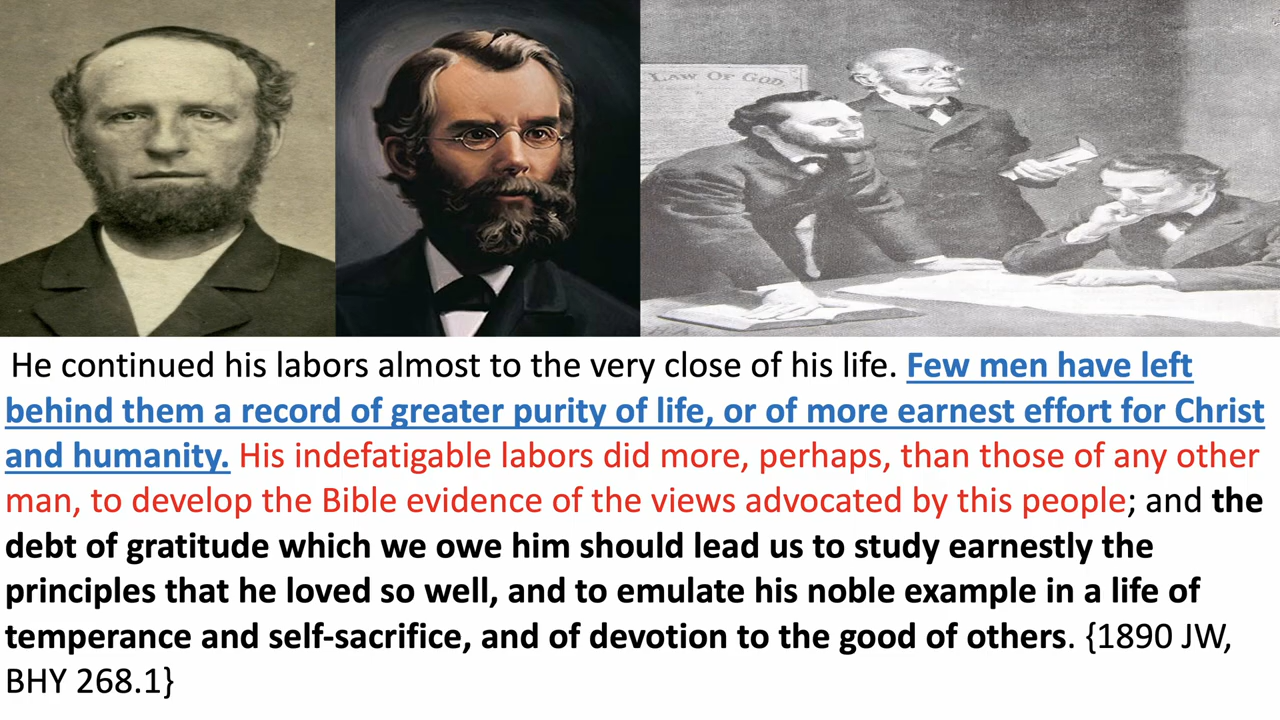 LAW OF GOD
He continued his labors almost to the very close of his life. Few men have left
behind them a record of greater purity of life, or of more earnest effort for Christ
and humanity. His indefatigable labors did more, perhaps, than those of any other
man, to develop the Bible evidence of the views advocated by this people; and the
debt of gratitude which we owe him should lead us to study earnestly the
principles that he loved so well, and to emulate his noble example in a life of
temperance and self-sacrifice, and of devotion to the good of others. {1890 JW,
BHY 268.1}